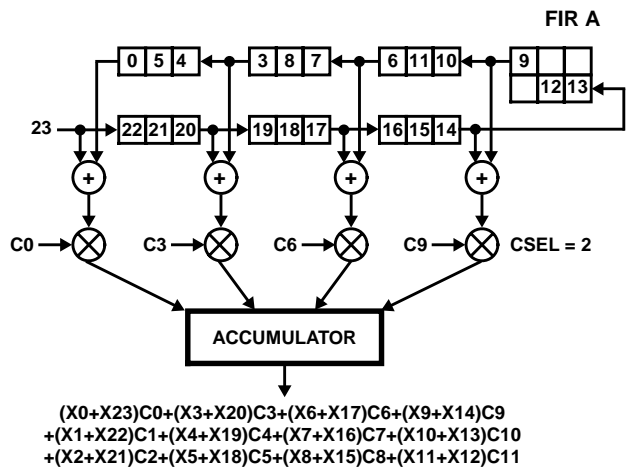 FIR A
0 5 4 3 8 7 6 11 10 9
12 13
23 22 21 20 19 18 17 16 15 14
+ + + +
C0 C3 C6 C9 CSEL = 2
ACCUMULATOR
(X0+X23)C0+(X3+X20)C3+(X6+X17)C6+(X9+X14)C9
+(X1+X22)C1+(X4+X19)C4+(X7+X16)C7+(X10+X13)C10
+(X2+X21)C2+(X5+X18)C5+(X8+X15)C8+(X11+X12)C11